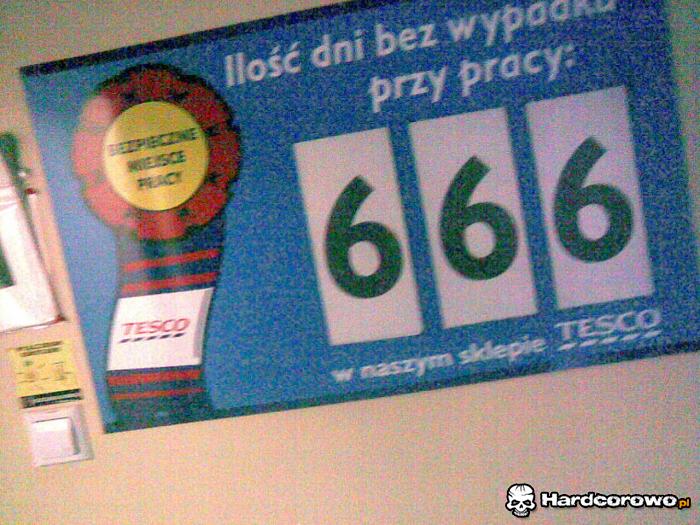 Ilość dni bez wypadku
przy pracy:
BEZPIECZNE
MIEJSCE
PRACY
666
TESCO
w naszym sklepie TESCO
Hardcorowo.pl